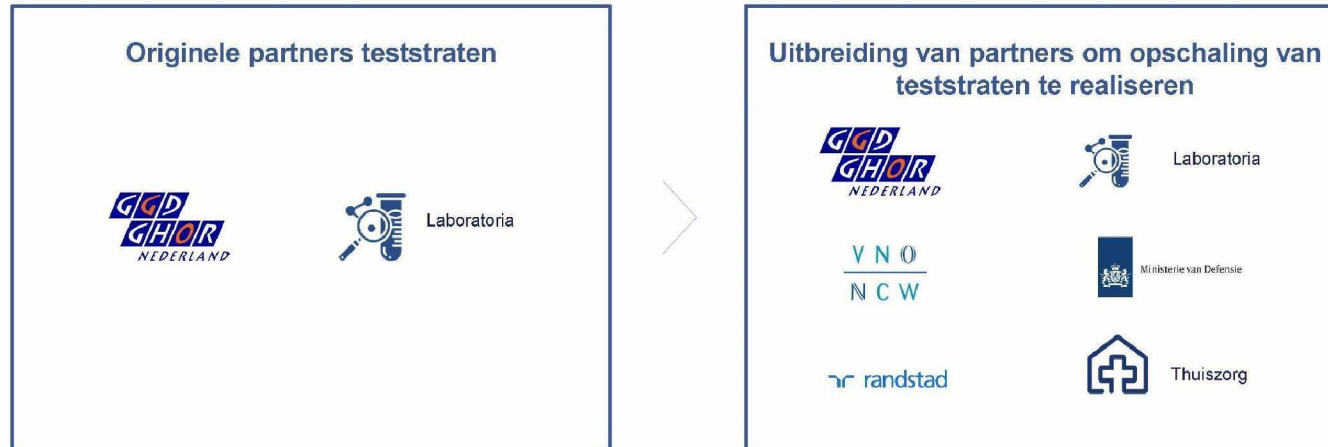 Originele partners teststraten
GGD
GHOR
NEDERLAND
Laboratoria
Uitbreiding van partners om opschaling van
teststraten te realiseren
GGD
GHOR
NEDERLAND
Laboratoria
VNO
NCW
Ministerie van Defensie
randstad
Thuiszorg